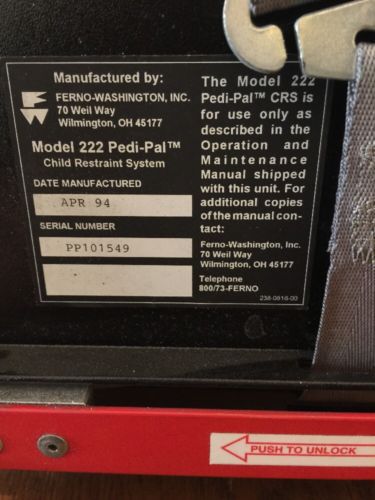 Manufactured by:
FERNO-WASHINGTON, INC.
70 Weil Way
Wilmington, OH 45177
Model 222 Pedi-Pal™
Child Restraint System
DATE MANUFACTURED
APR 94
SERIAL NUMBER
PP101549
The Model 222
Pedi-Pal™ CRS is
for use only as
described in the
Operation and
Maintenance
Manual shipped
with this unit. For
additional copies
of the manual con-
tact:
Ferno-Washington, Inc.
70 Weil Way
Wilmington, OH 45177
Telephone
800/73-FERNO
238-0816-00
PUSH TO UNLOCK